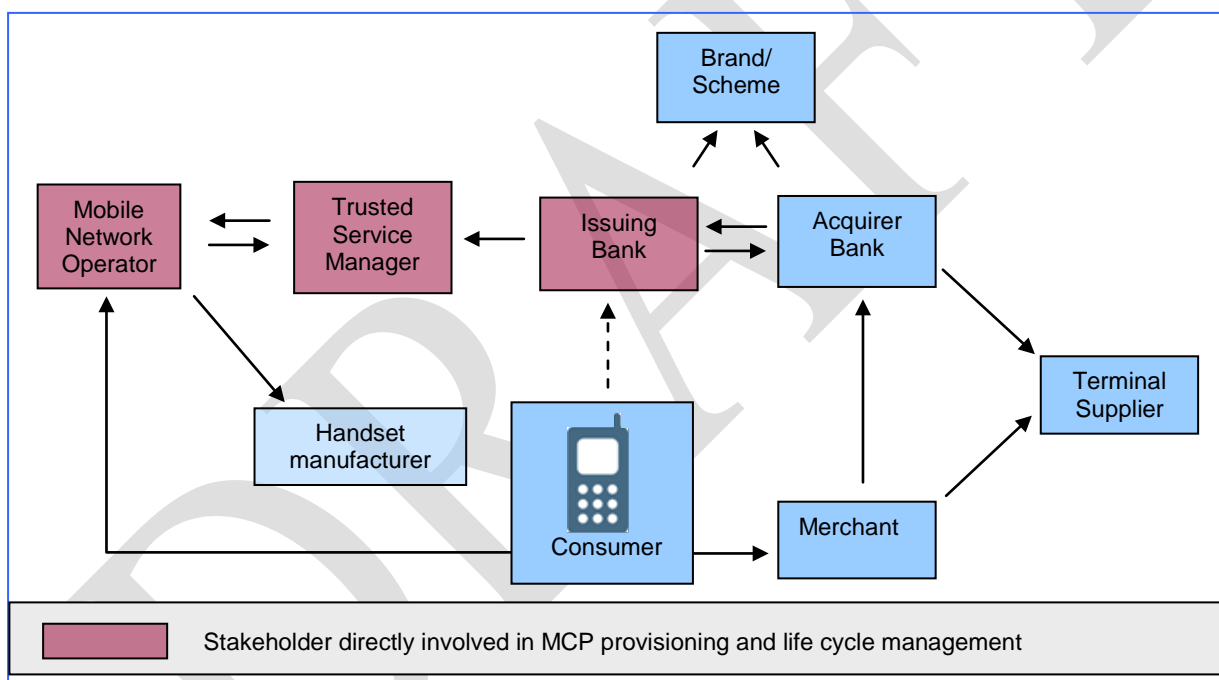 Brand/
Scheme
Mobile
Network
Operator
Trusted
Service
Manager
Issuing
Bank
Acquirer
Bank
Terminal
Supplier
Handset
manufacturer
Consumer
Merchant
Stakeholder directly involved in MCP provisioning and life cycle management
DRAFT